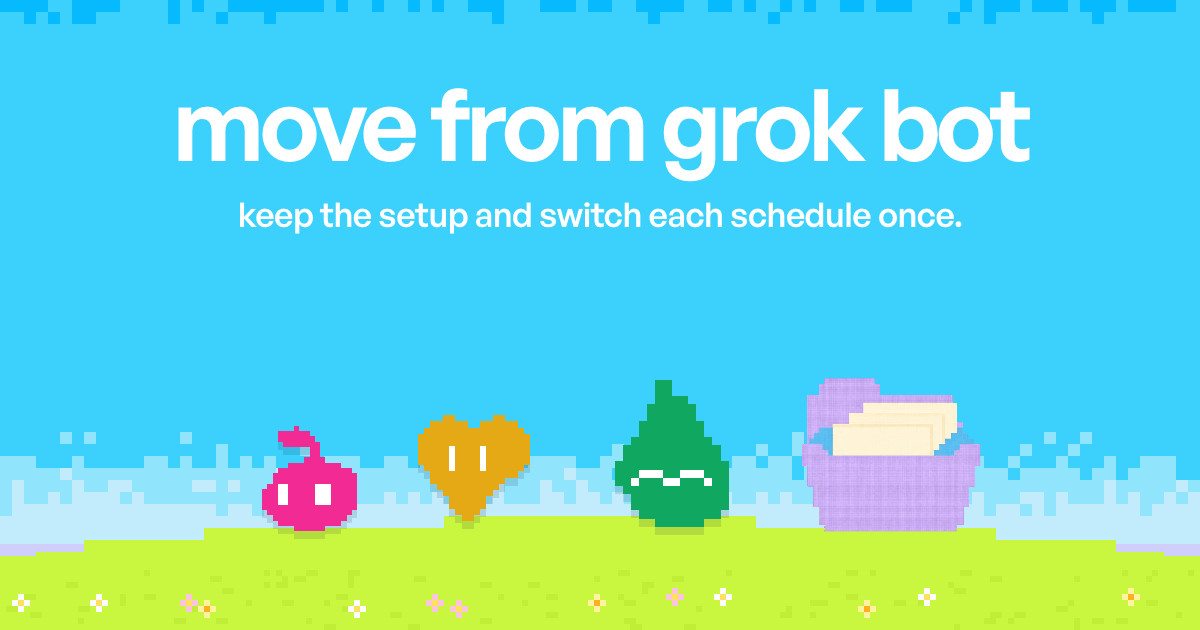 move from grok bot
keep the setup and switch each schedule once.